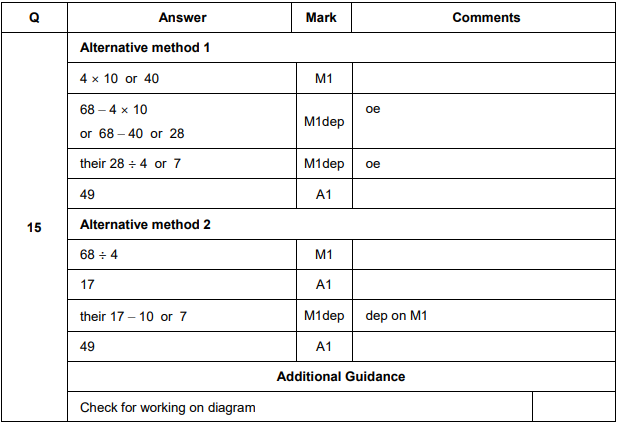 Q Answer Mark Comments
Alternative method 1
4 × 10 or 40 M1
68 – 4 × 10
or 68 – 40 or 28 M1dep oe
their 28 ÷ 4 or 7 M1dep oe
49 A1
15
Alternative method 2
68 ÷ 4 M1
17 A1
their 17 – 10 or 7 M1dep dep on M1
49 A1
Additional Guidance
Check for working on diagram